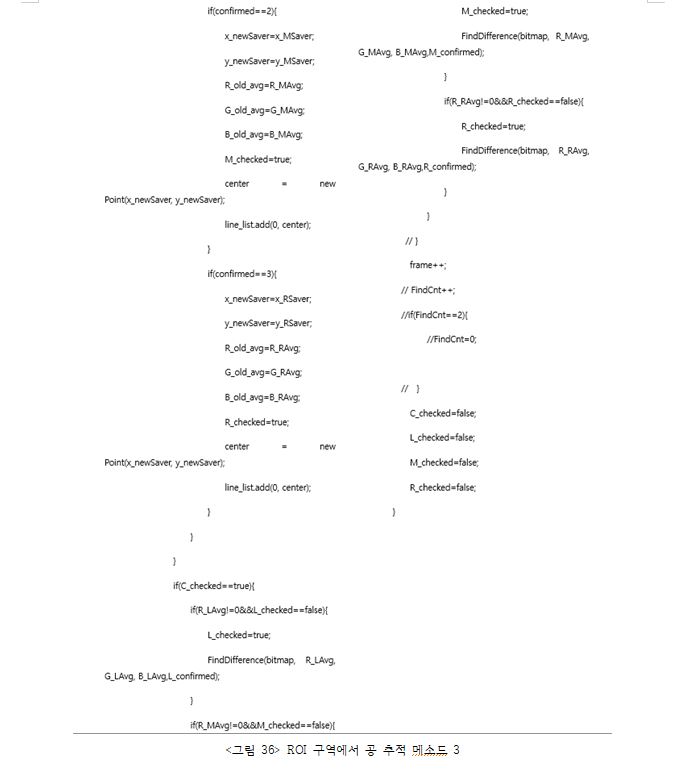 if(confirmed==2){
x_newSaver=x_MSaver;
y_newSaver=y_MSaver;
R_old_avg=R_MAvg;
G_old_avg=G_MAvg;
B_old_avg=B_MAvg;
M_checked=true;
center = new
Point(x_newSaver, y_newSaver);
line_list.add(0, center);
}
if(confirmed==3){
x_newSaver=x_RSaver;
y_newSaver=y_RSaver;
R_old_avg=R_RAvg;
G_old_avg=G_RAvg;
B_old_avg=B_RAvg;
R_checked=true;
center = new
Point(x_newSaver, y_newSaver);
line_list.add(0, center);
}
}
}
if(C_checked==true){
if(R_LAvg!=0&&L_checked==false){
L_checked=true;
FindDifference(bitmap, R_LAvg,
G_LAvg, B_LAvg,L_confirmed);
}
if(R_MAvg!=0&&M_checked==false){
M_checked=true;
FindDifference(bitmap, R_MAvg,
G_MAvg, B_MAvg,M_confirmed);
}
if(R_RAvg!=0&&R_checked==false){
R_checked=true;
FindDifference(bitmap, R_RAvg,
G_RAvg, B_RAvg,R_confirmed);
}
}
// }
frame++;
// FindCnt++;
//if(FindCnt==2){
//FindCnt=0;
// }
C_checked=false;
L_checked=false;
M_checked=false;
R_checked=false;
}
<그림 36> ROI 구역에서 공 추적 메소드 3